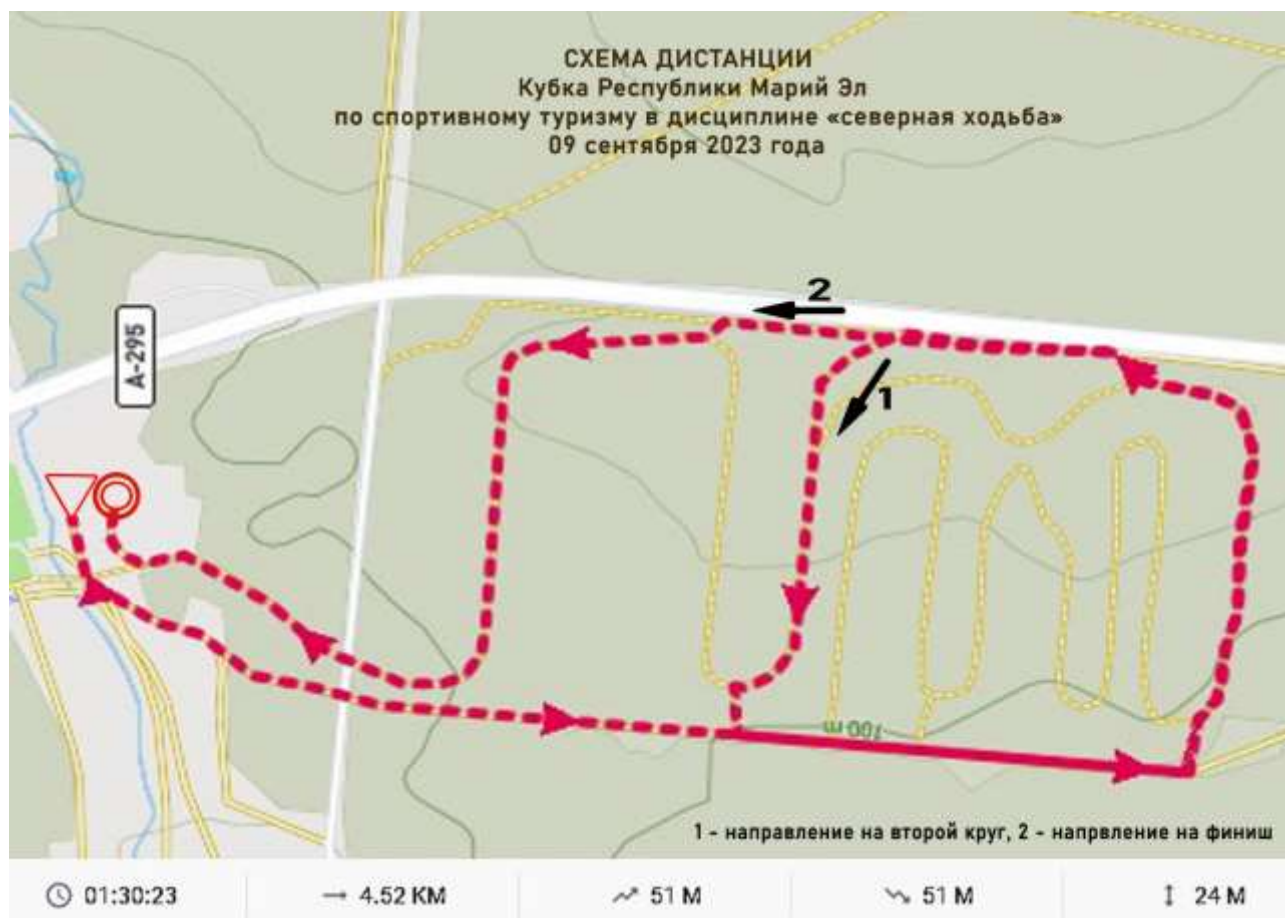 СХЕМА ДИСТАНЦИИ
Кубка Республики Марий Эл
по спортивному туризму в дисциплине «северная ходьба»
09 сентября 2023 года
2
A-295
1
100 m
1 - направление на второй круг, 2 - напрвление на финиш
01:30:23
4.52 KM
51 M
51 M
24 M